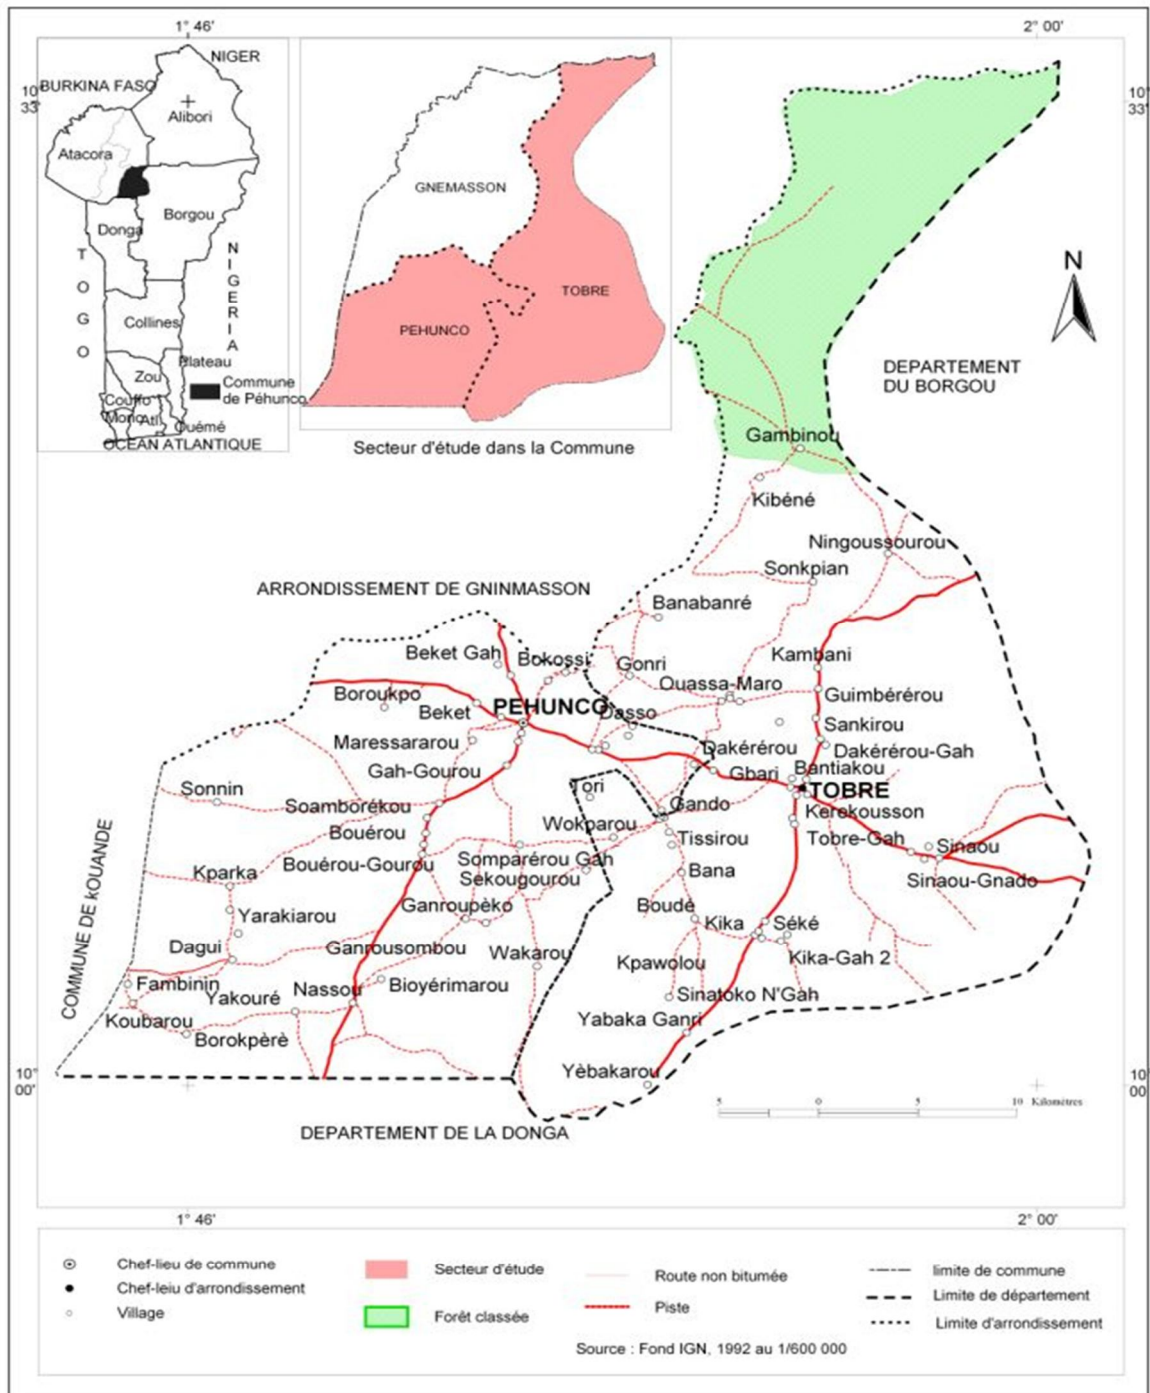 1° 46'
2° 00'
10°
33'
10°
33'
NIGER
BURKINA FASO
Alibori
Atacora
Borgou
Donga
TOGO
NIGERIA
Collines
Plateau
Zou
Commune
de Péhunco
Couffo
Mono
Atl.
Ouémé
OCEAN ATLANTIQUE
GNEMASSON
TOBRE
PEHUNCO
Secteur d'étude dans la Commune
N
DEPARTEMENT
DU BORGOU
Gambinou
Kibéné
Ningoussourou
Sonkpian
ARRONDISSEMENT DE GNINMASSON
Banabanré
Beket Gah
Bokossi
Gonri
Kambani
Ouassa-Maro
Boroukpo
Guimbérérou
Beket
PEHUNCO
Dasso
Sankirou
Maressararou
Dakérérou
Dakérérou-Gah
Gah-Gourou
Gbari
Bantiakou
Sonnin
Tori
TOBRE
Soamborékou
Gando
Kerekousson
Bouérou
Wokparou
Tissirou
Tobre-Gah
Sinaou
Bouérou-Gourou
Somparérou Gah
Kparka
Sekougourou
Bana
Sinaou-Gnado
Yarakiarou
Ganroupèko
Boudé
Kika
Séké
Dagui
Ganrousombou
Wakarou
Kika-Gah 2
Kpawolou
COMMUNE DE kOUANDE
Fambinin
Yakouré
Nassou
Bioyérimarou
Sinatoko N'Gah
Koubarou
Borokpèrè
Yabaka Ganri
10°
00'
Yèbakarou
10°
00'
5 0 5 10 Kilomètres
DEPARTEMENT DE LA DONGA
1° 46'
2° 00'
Chef-lieu de commune
Chef-leiu d'arrondissement
Village
Secteur d'étude
Forêt classée
Route non bitumée
Piste
limite de commune
Limite de département
Limite d'arrondissement
Source : Fond IGN, 1992 au 1/600 000